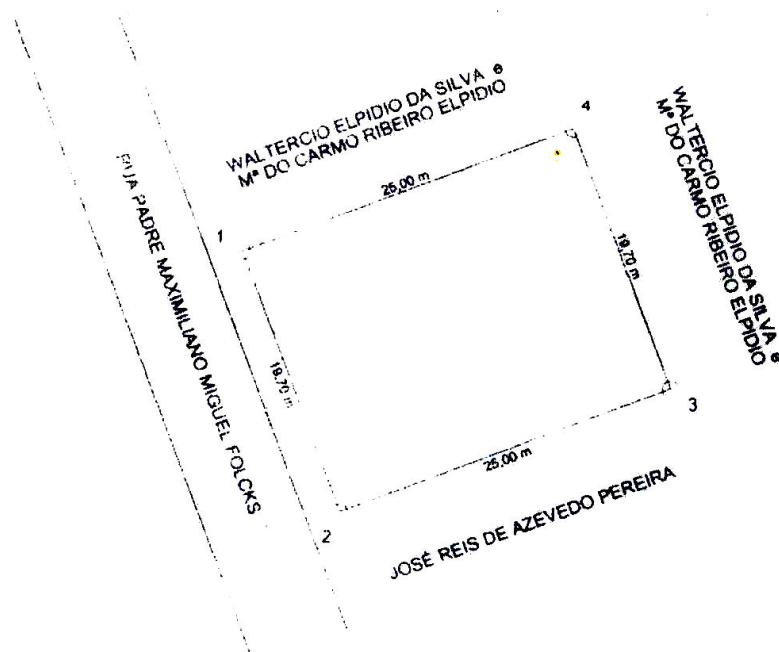 WALTERCIO ELPIDIO DA SILVA e
Mª DO CARMO RIBEIRO ELPIDIO
4
25,00 m
1
WALTERCIO ELPIDIO DA SILVA e
Mª DO CARMO RIBEIRO ELPIDIO
19,70 m
RUA PADRE MAXIMILIANO MIGUEL FOLCKS
19,70 m
3
25,00 m
2
JOSÉ REIS DE AZEVEDO PEREIRA